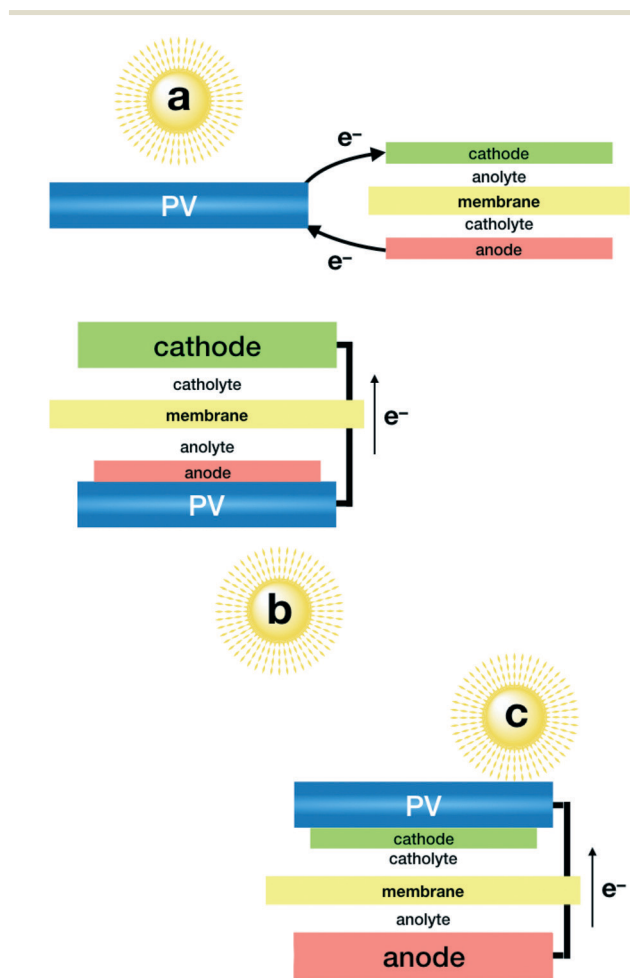 a
e⁻
cathode
anolyte
PV
membrane
catholyte
e⁻
anode
cathode
catholyte
membrane
e⁻
anolyte
anode
PV
b
c
PV
cathode
catholyte
membrane
e⁻
anolyte
anode